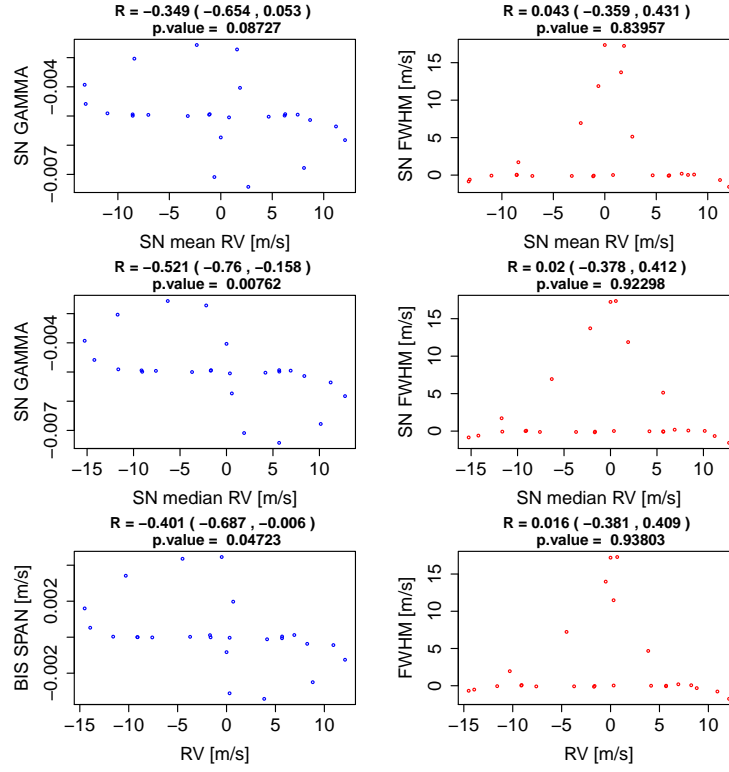 R = −0.349 ( −0.654 , 0.053 )
p.value = 0.08727
SN GAMMA
−0.004
−0.007
−10 −5 0 5 10
SN mean RV [m/s]
R = 0.043 ( −0.359 , 0.431 )
p.value = 0.83957
SN FWHM [m/s]
15
10
5
0
−10 −5 0 5 10
SN mean RV [m/s]
R = −0.521 ( −0.76 , −0.158 )
p.value = 0.00762
SN GAMMA
−0.004
−0.007
−15 −10 −5 0 5 10
SN median RV [m/s]
R = 0.02 ( −0.378 , 0.412 )
p.value = 0.92298
SN FWHM [m/s]
15
10
5
0
−15 −10 −5 0 5 10
SN median RV [m/s]
R = −0.401 ( −0.687 , −0.006 )
p.value = 0.04723
BIS SPAN [m/s]
0.002
−0.002
−15 −10 −5 0 5 10
RV [m/s]
R = 0.016 ( −0.381 , 0.409 )
p.value = 0.93803
FWHM [m/s]
15
10
5
0
−15 −10 −5 0 5 10
RV [m/s]